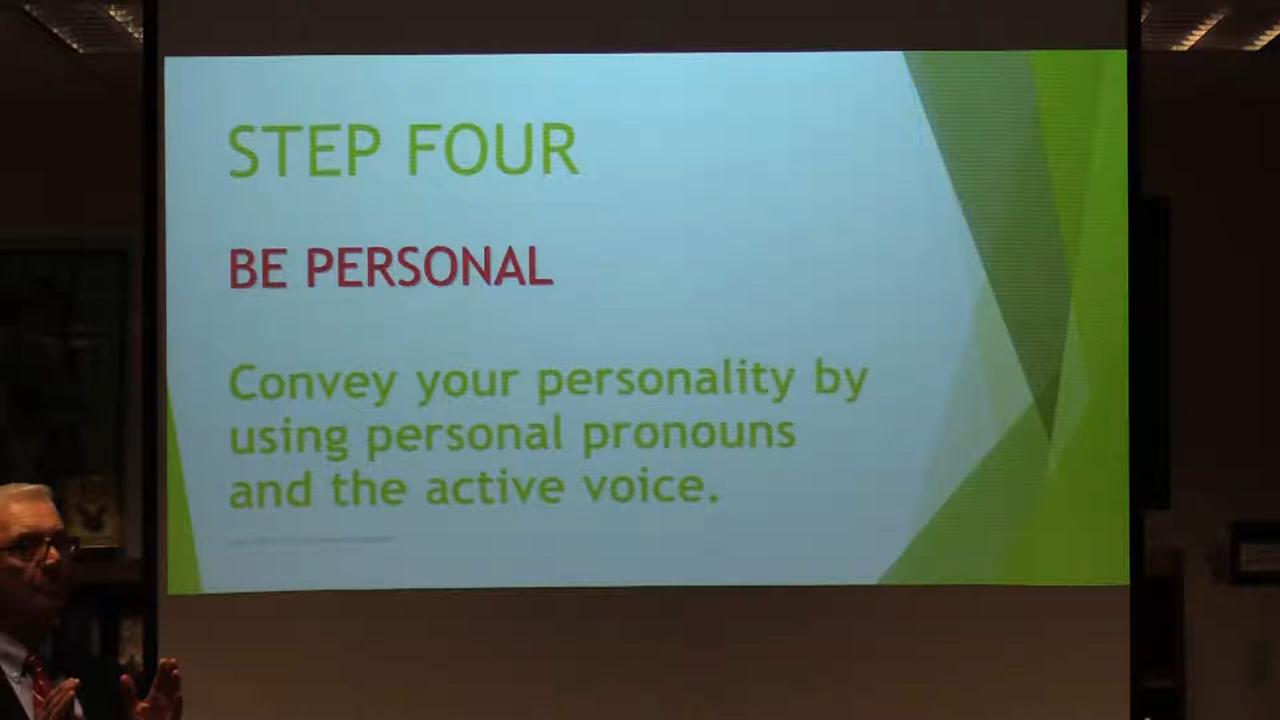 STEP FOUR
BE PERSONAL
Convey your personality by
using personal pronouns
and the active voice.